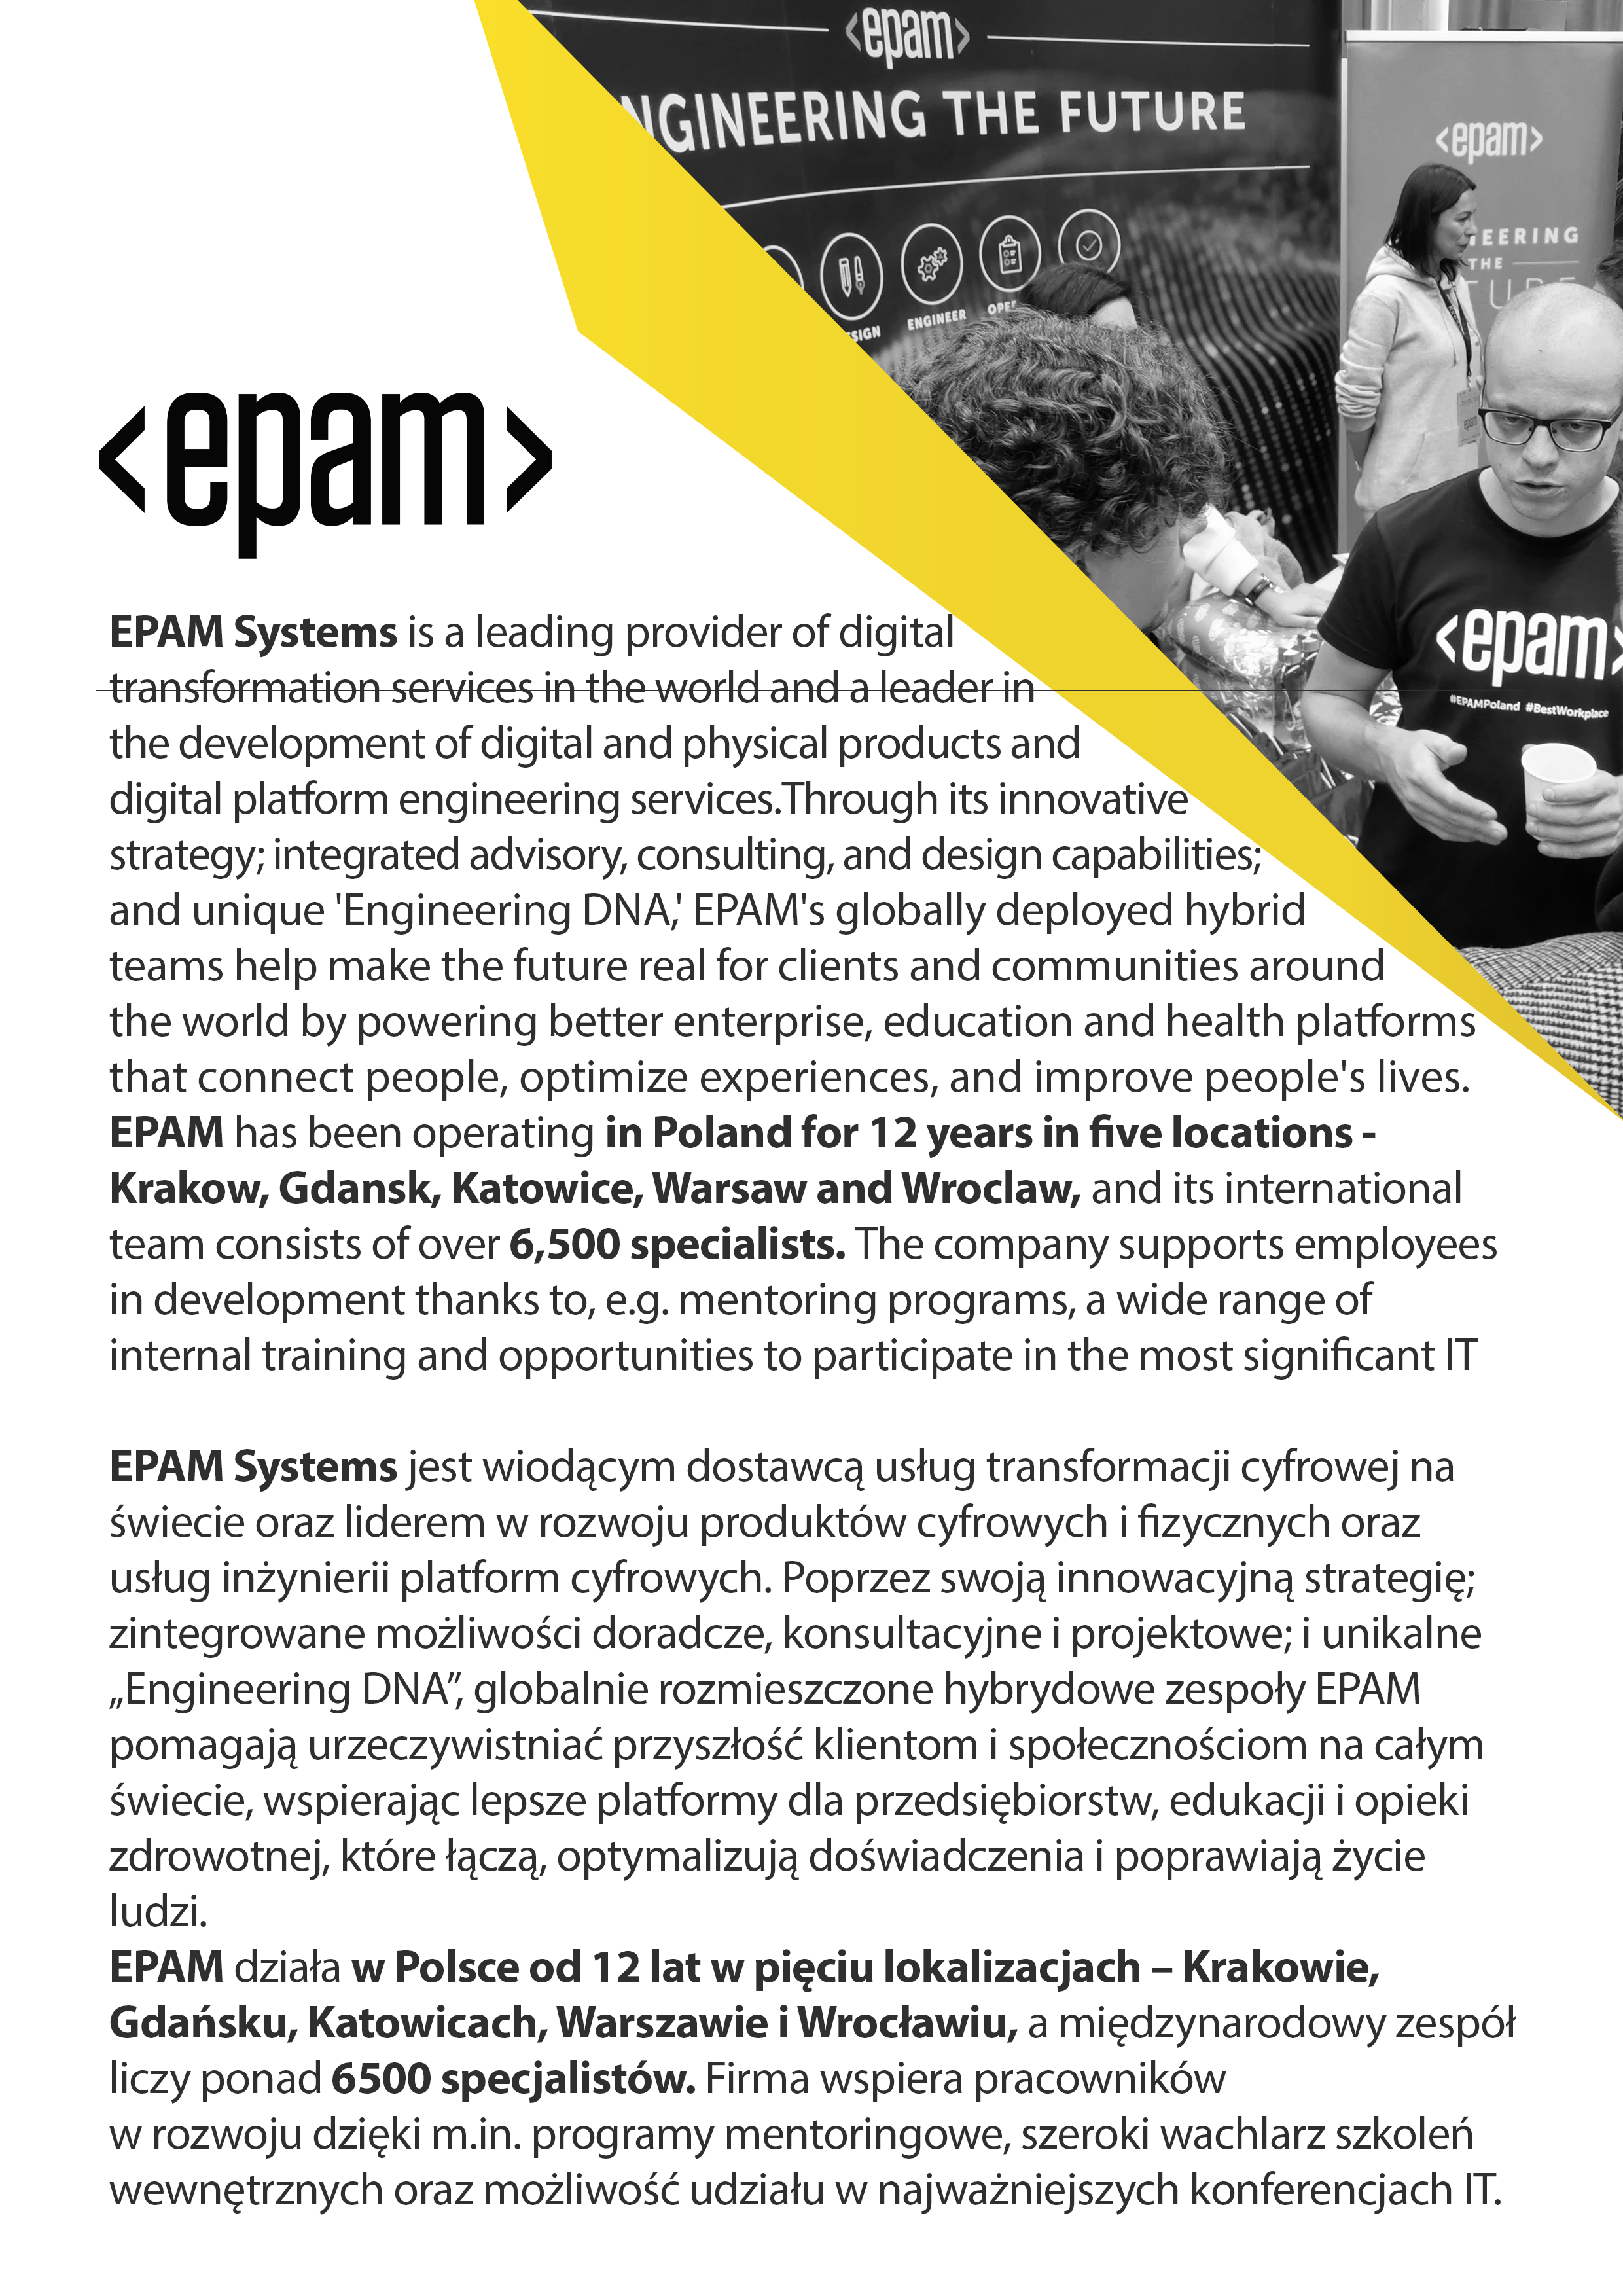 <epam>
NGINEERING THE FUTURE
SIGN
ENGINEER
OPE
<epam>
NEERING
THE
TURE
<epam>
#EPAMPoland #BestWorkplace
<epam>
EPAM Systems is a leading provider of digital
transformation services in the world and a leader in
the development of digital and physical products and
digital platform engineering services.Through its innovative
strategy; integrated advisory, consulting, and design capabilities;
and unique 'Engineering DNA,' EPAM's globally deployed hybrid
teams help make the future real for clients and communities around
the world by powering better enterprise, education and health platforms
that connect people, optimize experiences, and improve people's lives.
EPAM has been operating in Poland for 12 years in five locations -
Krakow, Gdansk, Katowice, Warsaw and Wroclaw, and its international
team consists of over 6,500 specialists. The company supports employees
in development thanks to, e.g. mentoring programs, a wide range of
internal training and opportunities to participate in the most significant IT
EPAM Systems jest wiodącym dostawcą usług transformacji cyfrowej na
świecie oraz liderem w rozwoju produktów cyfrowych i fizycznych oraz
usług inżynierii platform cyfrowych. Poprzez swoją innowacyjną strategię;
zintegrowane możliwości doradcze, konsultacyjne i projektowe; i unikalne
„Engineering DNA”, globalnie rozmieszczone hybrydowe zespoły EPAM
pomagają urzeczywistniać przyszłość klientom i społecznościom na całym
świecie, wspierając lepsze platformy dla przedsiębiorstw, edukacji i opieki
zdrowotnej, które łączą, optymalizują doświadczenia i poprawiają życie
ludzi.
EPAM działa w Polsce od 12 lat w pięciu lokalizacjach – Krakowie,
Gdańsku, Katowicach, Warszawie i Wrocławiu, a międzynarodowy zespół
liczy ponad 6500 specjalistów. Firma wspiera pracowników
w rozwoju dzięki m.in. programy mentoringowe, szeroki wachlarz szkoleń
wewnętrznych oraz możliwość udziału w najważniejszych konferencjach IT.